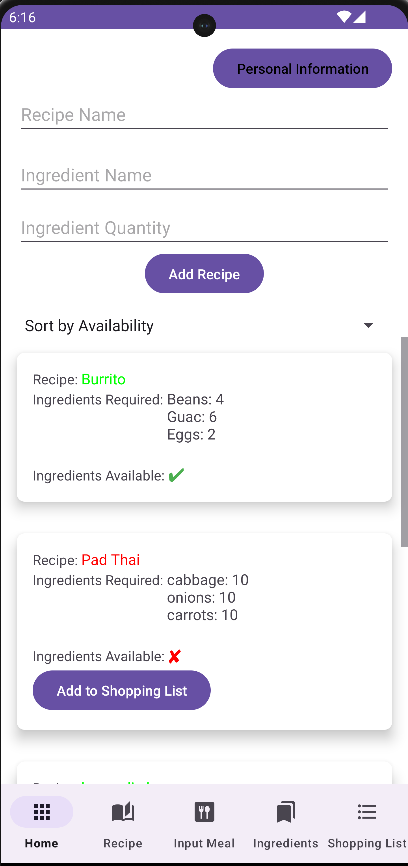 6:16
Personal Information
Recipe Name
Ingredient Name
Ingredient Quantity
Add Recipe
Sort by Availability
Recipe: Burrito
Ingredients Required: Beans: 4
Guac: 6
Eggs: 2
Ingredients Available: ✔
Recipe: Pad Thai
Ingredients Required: cabbage: 10
onions: 10
carrots: 10
Ingredients Available: ✘
Add to Shopping List
Home
Recipe
Input Meal
Ingredients
Shopping List